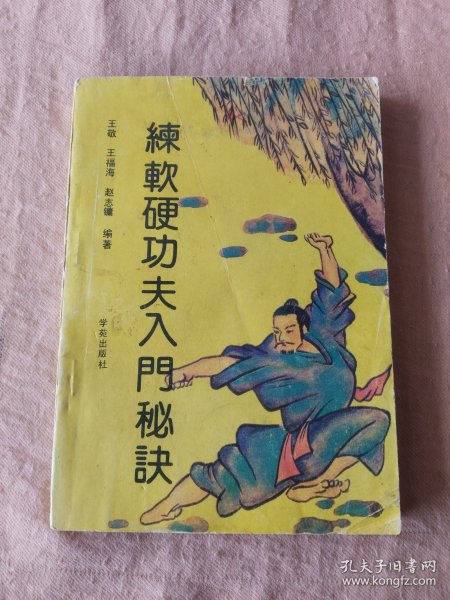 練軟硬功夫入門秘訣
王敬 王福海 赵志镛 编著
学苑出版社
孔夫子旧书网
www.kongfz.com